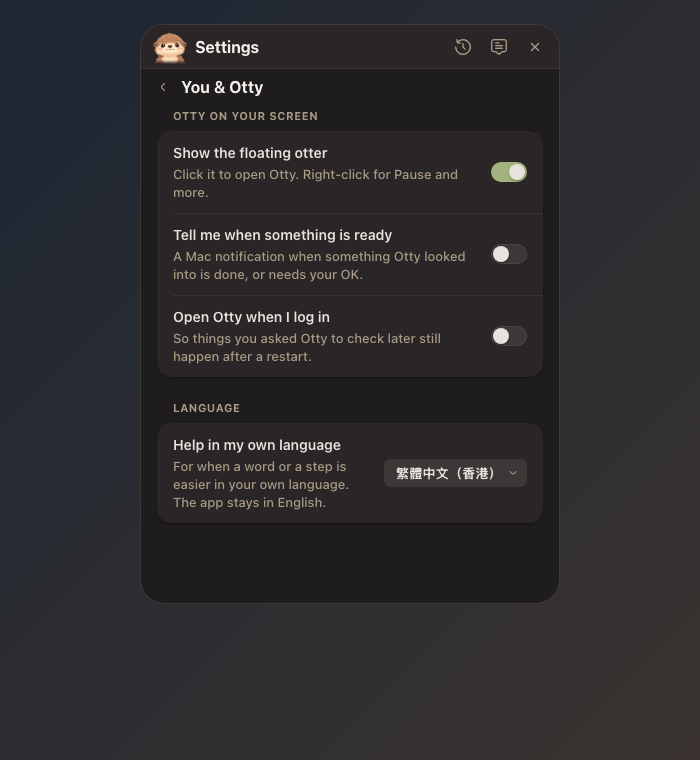 Settings
You & Otty
OTTY ON YOUR SCREEN
Show the floating otter
Click it to open Otty. Right-click for Pause and
more.
Tell me when something is ready
A Mac notification when something Otty looked
into is done, or needs your OK.
Open Otty when I log in
So things you asked Otty to check later still
happen after a restart.
LANGUAGE
Help in my own language
For when a word or a step is
easier in your own language.
The app stays in English.
繁體中文（香港）